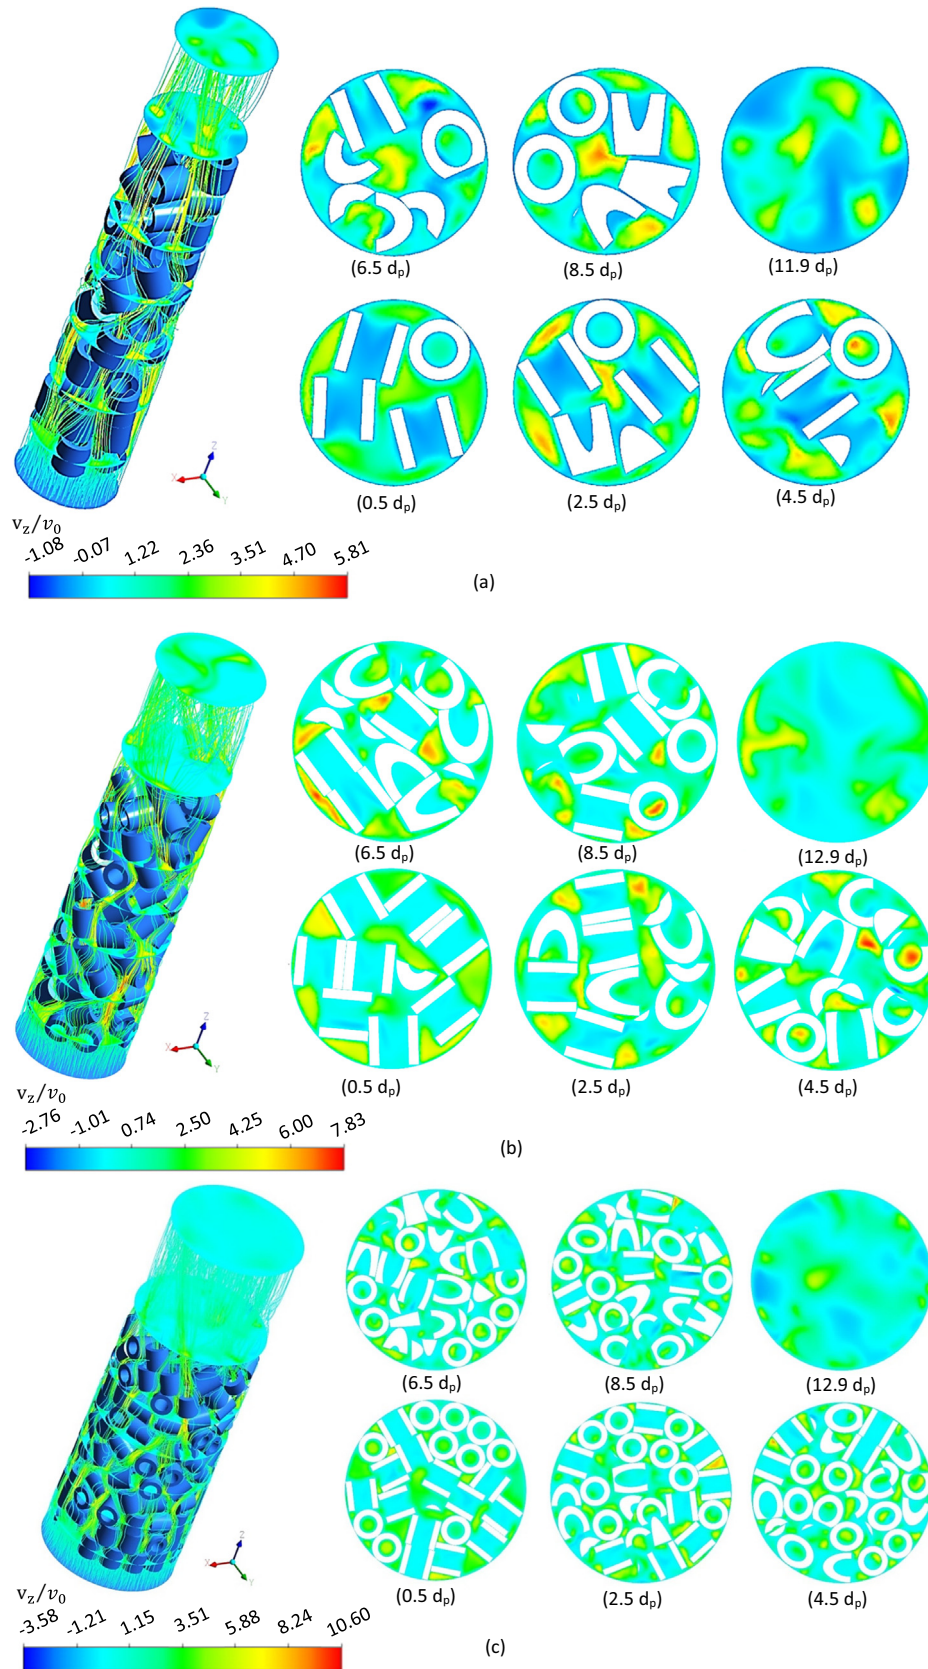 (6.5 dₚ) (8.5 dₚ) (11.9 dₚ)
(0.5 dₚ) (2.5 dₚ) (4.5 dₚ)
Z
X
Y
v_z/v₀
-1.08 -0.07 1.22 2.36 3.51 4.70 5.81
(a)
(6.5 dₚ) (8.5 dₚ) (12.9 dₚ)
(0.5 dₚ) (2.5 dₚ) (4.5 dₚ)
Z
X
Y
v_z/v₀
-2.76 -1.01 0.74 2.50 4.25 6.00 7.83
(b)
(6.5 dₚ) (8.5 dₚ) (12.9 dₚ)
(0.5 dₚ) (2.5 dₚ) (4.5 dₚ)
Z
X
Y
v_z/v₀
-3.58 -1.21 1.15 3.51 5.88 8.24 10.60
(c)